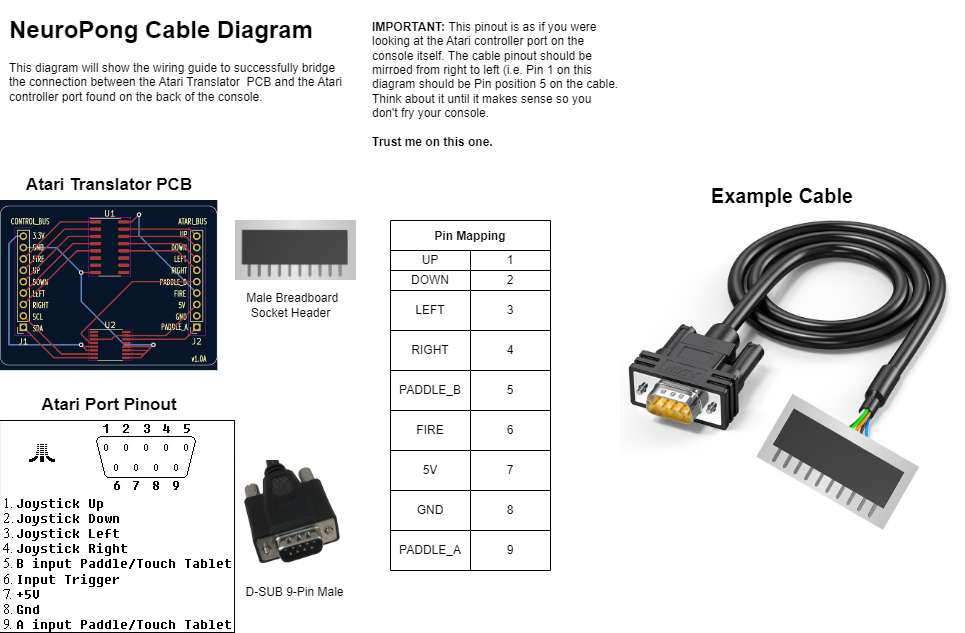 NeuroPong Cable Diagram
This diagram will show the wiring guide to successfully bridge
the connection between the Atari Translator PCB and the Atari
controller port found on the back of the console.
IMPORTANT: This pinout is as if you were
looking at the Atari controller port on the
console itself. The cable pinout should be
mirroed from right to left (i.e. Pin 1 on this
diagram should be Pin position 5 on the cable.
Think about it until it makes sense so you
don't fry your console.
Trust me on this one.
Atari Translator PCB
CONTROL_BUS
U1
ATARI_BUS
3.3V
GND
FIRE
UP
DOWN
LEFT
RIGHT
SCL
SDA
J1
U2
UP
DOWN
LEFT
RIGHT
PADDLE_B
FIRE
5V
GND
PADDLE_A
J2
v1.0A
Male Breadboard
Socket Header
Pin Mapping
UP 1
DOWN 2
LEFT 3
RIGHT 4
PADDLE_B 5
FIRE 6
5V 7
GND 8
PADDLE_A 9
Example Cable
Atari Port Pinout
1 2 3 4 5
0 0 0 0 0
0 0 0 0
6 7 8 9
1. Joystick Up
2. Joystick Down
3. Joystick Left
4. Joystick Right
5. B input Paddle/Touch Tablet
6. Input Trigger
7. +5V
8. Gnd
9. A input Paddle/Touch Tablet
D-SUB 9-Pin Male